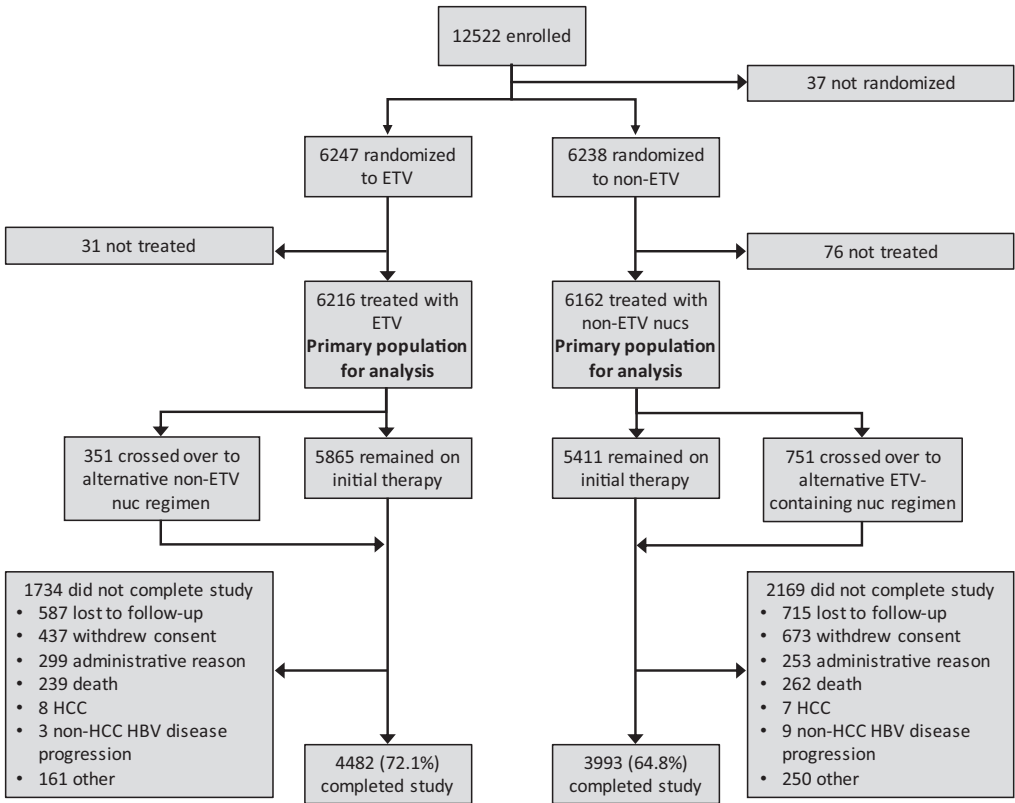 12522 enrolled
37 not randomized
6247 randomized
to ETV
6238 randomized
to non-ETV
31 not treated
76 not treated
6216 treated with
ETV
Primary population
for analysis
6162 treated with
non-ETV nucs
Primary population
for analysis
351 crossed over to
alternative non-ETV
nuc regimen
5865 remained on
initial therapy
5411 remained on
initial therapy
751 crossed over to
alternative ETV-
containing nuc regimen
1734 did not complete study
• 587 lost to follow-up
• 437 withdrew consent
• 299 administrative reason
• 239 death
• 8 HCC
• 3 non-HCC HBV disease
progression
• 161 other
2169 did not complete study
• 715 lost to follow-up
• 673 withdrew consent
• 253 administrative reason
• 262 death
• 7 HCC
• 9 non-HCC HBV disease
progression
• 250 other
4482 (72.1%)
completed study
3993 (64.8%)
completed study